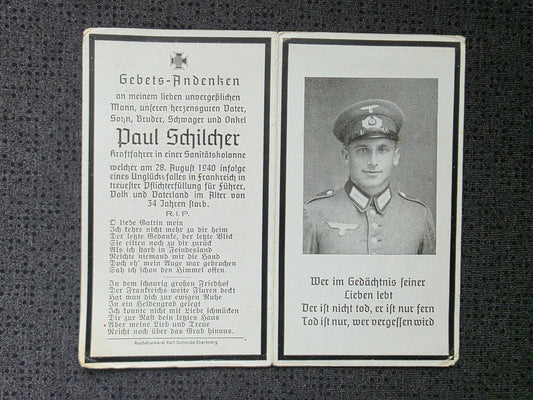 Gebets-Andenken
an meinem lieben unvergeßlichen
Mann, unseren herzensguten Vater,
Sohn, Bruder, Schwager und Onkel
Paul Schilcher
Kraftfahrer in einer Sanitätskolonne
welcher am 28. August 1940 infolge
eines Unglücksfalles in Frankreich in
treuester Pflichterfüllung für Führer,
Volk und Vaterland im Alter von
34 Jahren starb.
R. I. P.
O liebe Gattin mein
Ich kehre nicht mehr zu dir heim
Der letzte Gedanke, der letzte Blick
Sie eilten noch zu dir zurück
Als ich starb in Feindesland
Reichte niemand mir die Hand
Doch eh' mein Auge war gebrochen
Sah ich schon den Himmel offen.
In dem schaurig großen Friedhof
Der Frankreichs weite Fluren deckt
Hat man dich zur ewigen Ruhe
In ein Heldengrab gelegt
Ich konnte nicht mit Liebe schmücken
Dir zur Rast dein letztes Haus
Aber meine Lieb und Treue
Reicht noch über das Grab hinaus.
Buchdruckerei Karl Schmidle Ebersberg.
Wer im Gedächtnis seiner
Lieben lebt
Der ist nicht tod, er ist nur fern
Tod ist nur, wer vergessen wird